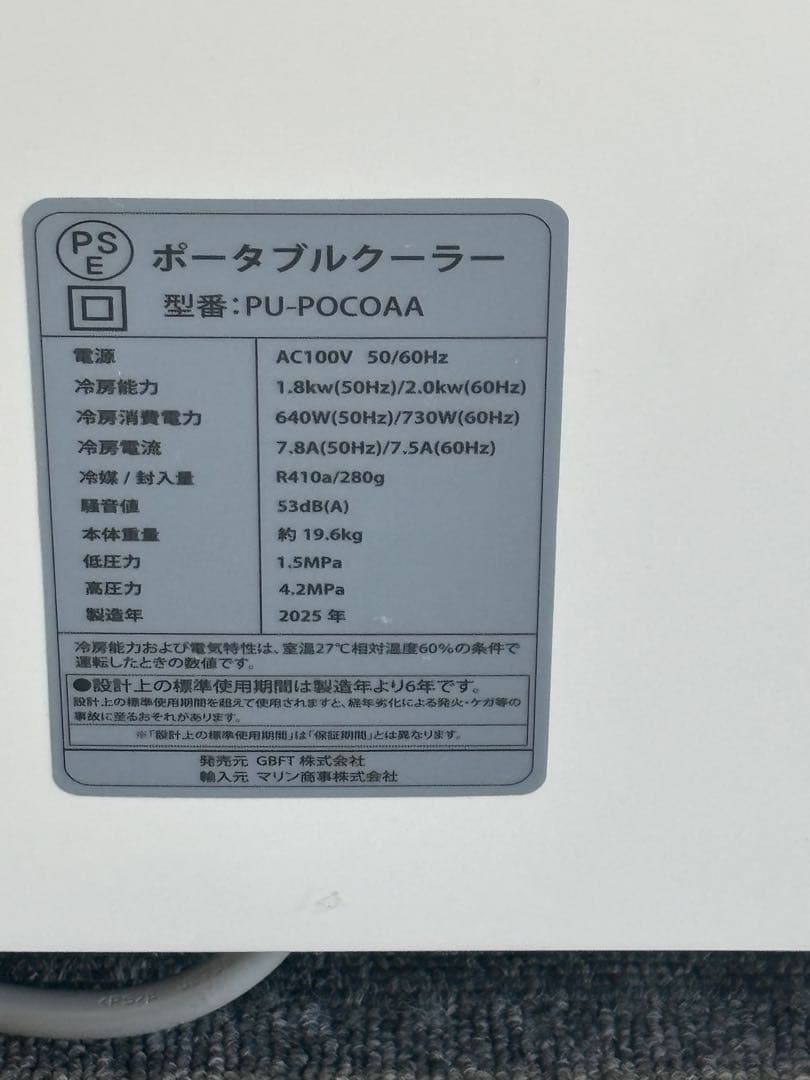 PS
E
ポータブルクーラー
型番:PU-POCOAA
電源 AC100V 50/60Hz
冷房能力 1.8kw(50Hz)/2.0kw(60Hz)
冷房消費電力 640W(50Hz)/730W(60Hz)
冷房電流 7.8A(50Hz)/7.5A(60Hz)
冷媒/封入量 R410a/280g
騒音値 53dB(A)
本体重量 約19.6kg
低圧力 1.5MPa
高圧力 4.2MPa
製造年 2025年
冷房能力および電気特性は、室温27℃相対湿度60%の条件で
運転したときの数値です。
●設計上の標準使用期間は製造年より6年です。
設計上の標準使用期間を超えて使用されますと、経年劣化による発火・ケガ等の
事故に至るおそれがあります。
※「設計上の標準使用期間」は「保証期間」とは異なります。
発売元 GBFT株式会社
輸入元 マリン商事株式会社